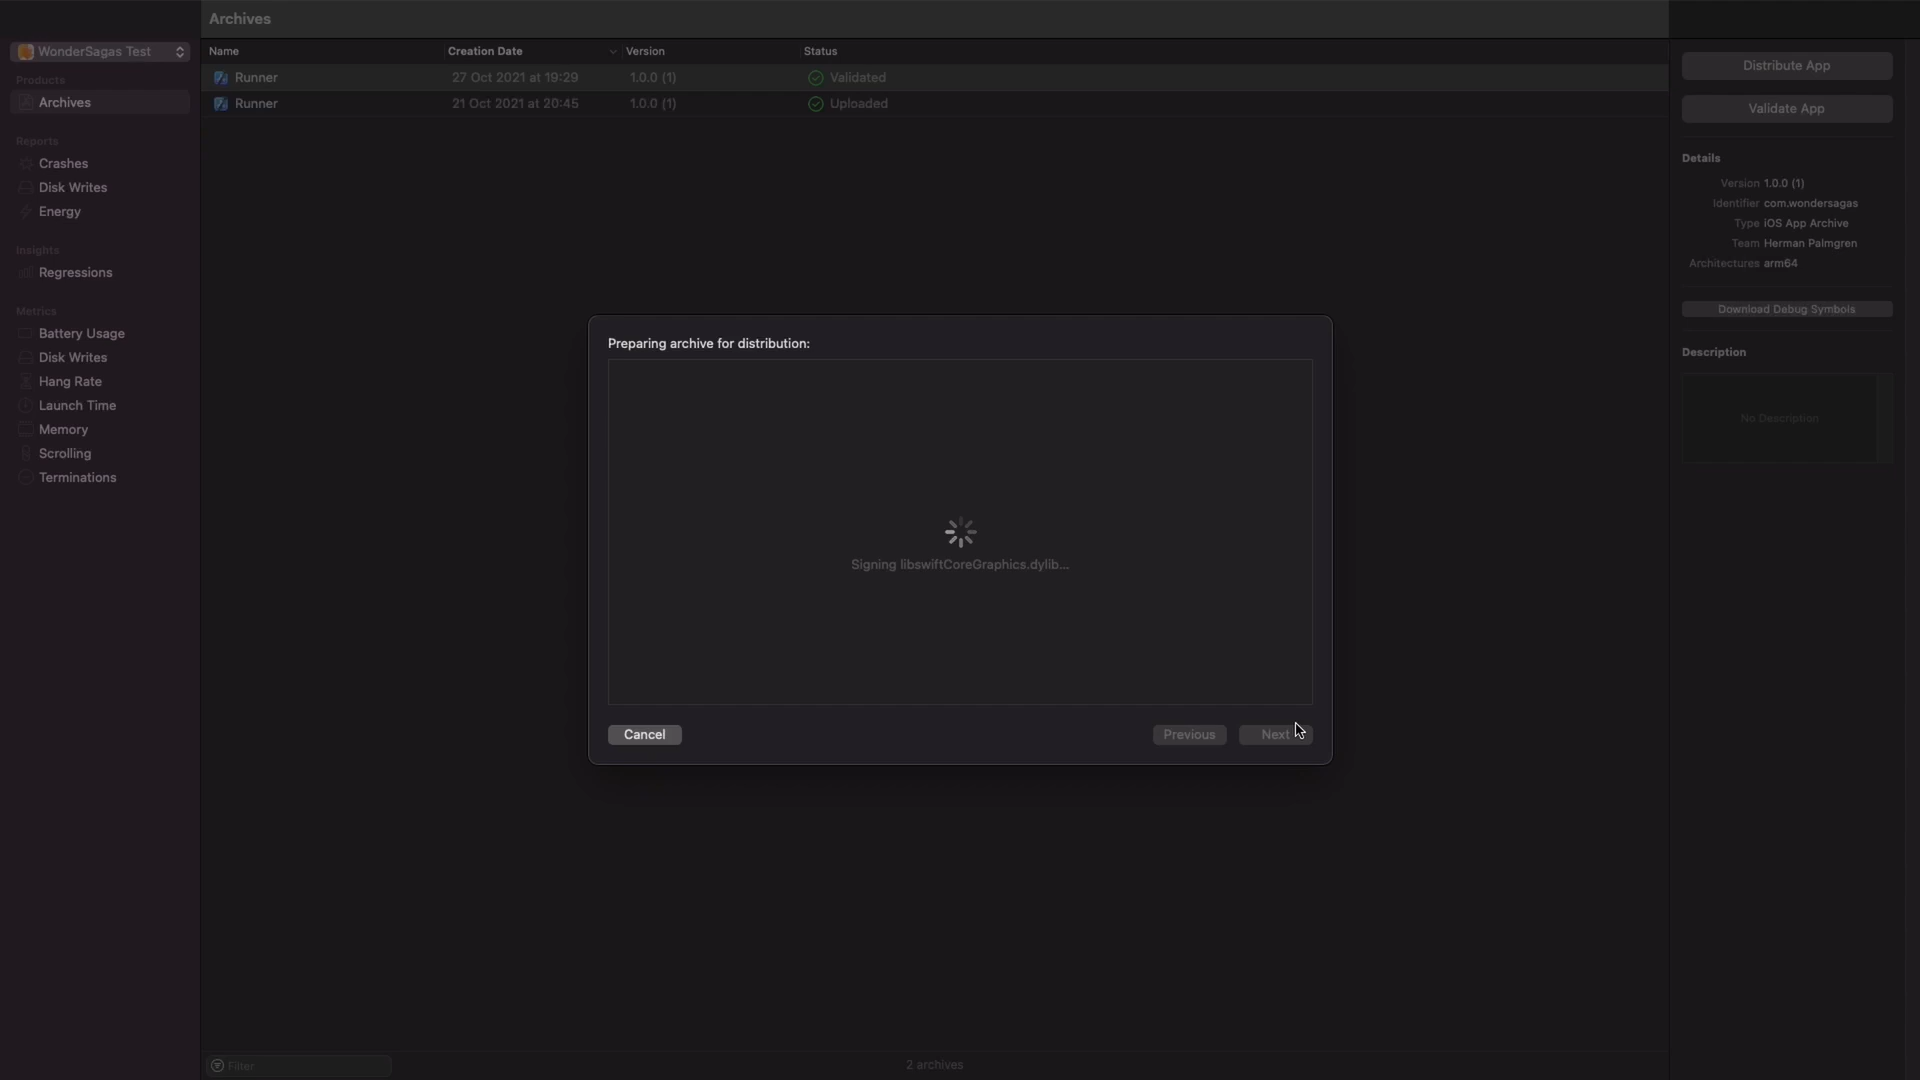 Archives
WonderSagas Test
Products
Archives
Reports
Crashes
Disk Writes
Energy
Insights
Regressions
Metrics
Battery Usage
Disk Writes
Hang Rate
Launch Time
Memory
Scrolling
Terminations
Name Creation Date Version Status
Runner 27 Oct 2021 at 19:29 1.0.0 (1) Validated
Runner 21 Oct 2021 at 20:45 1.0.0 (1) Uploaded
Preparing archive for distribution:
Signing libswiftCoreGraphics.dylib...
Cancel Previous Next
Filter
2 archives
Distribute App
Validate App
Details
Version 1.0.0 (1)
Identifier com.wondersagas
Type iOS App Archive
Team Herman Palmgren
Architectures arm64
Download Debug Symbols
Description
No Description